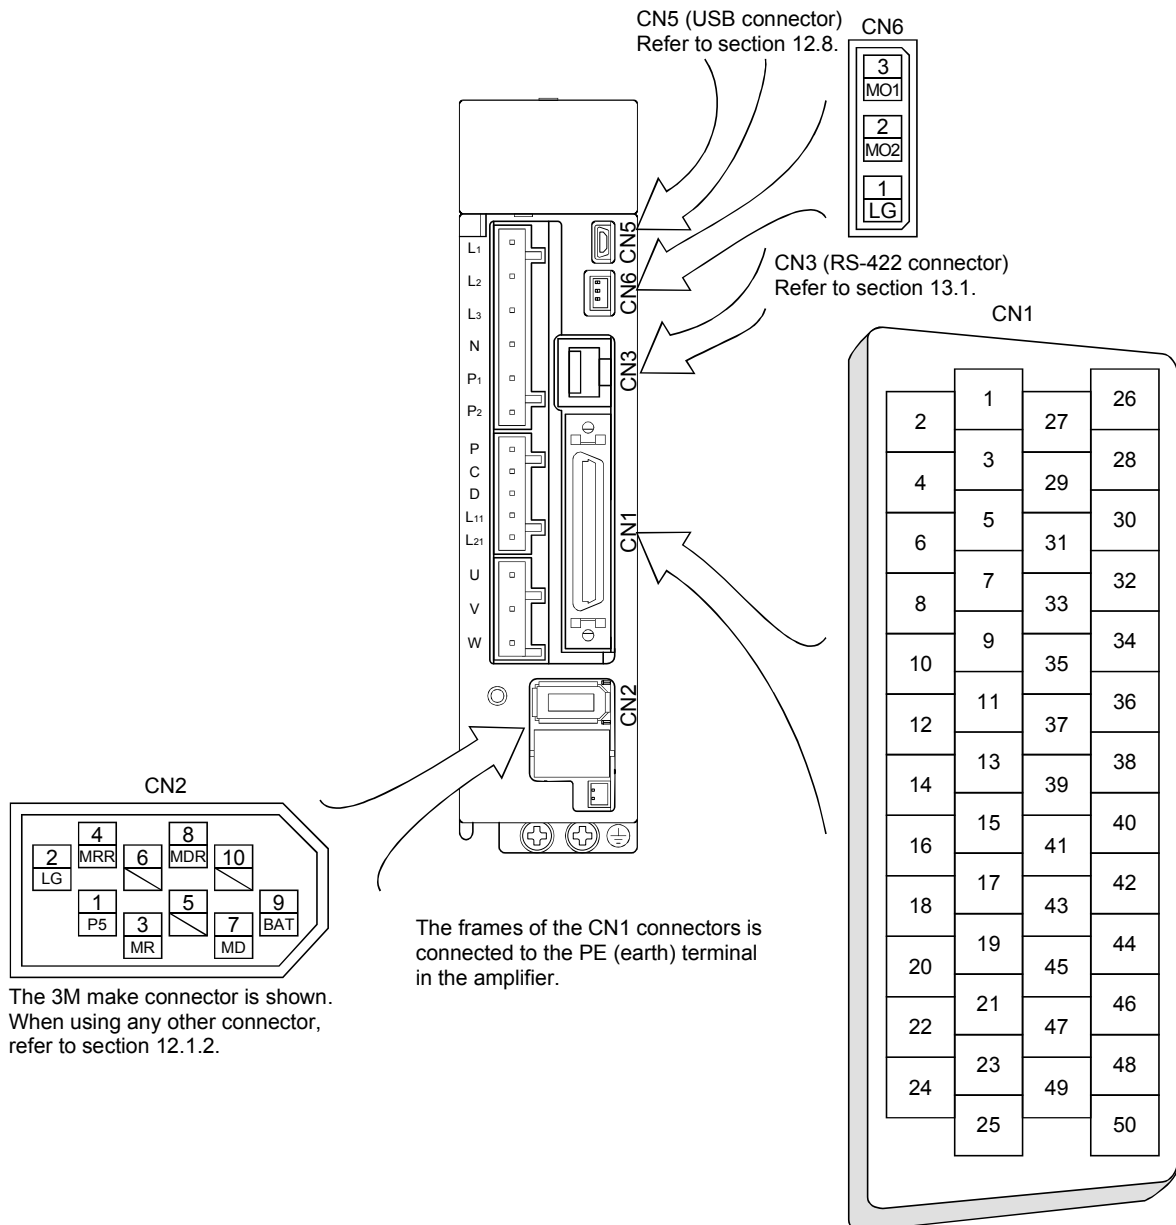 CN5 (USB connector)
Refer to section 12.8.
CN6
3
MO1
2
MO2
1
LG
CN5
CN6
CN3
CN1
CN2
L1
L2
L3
N
P1
P2
P
C
D
L11
L21
U
V
W
CN3 (RS-422 connector)
Refer to section 13.1.
CN1
1 26
2 27
3 28
4 29
5 30
6 31
7 32
8 33
9 34
10 35
11 36
12 37
13 38
14 39
15 40
16 41
17 42
18 43
19 44
20 45
21 46
22 47
23 48
24 49
25 50
CN2
4 8
MRR 6 MDR 10
2
LG
1 5 9
P5 3 7 BAT
MR MD
The 3M make connector is shown.
When using any other connector,
refer to section 12.1.2.
The frames of the CN1 connectors is
connected to the PE (earth) terminal
in the amplifier.